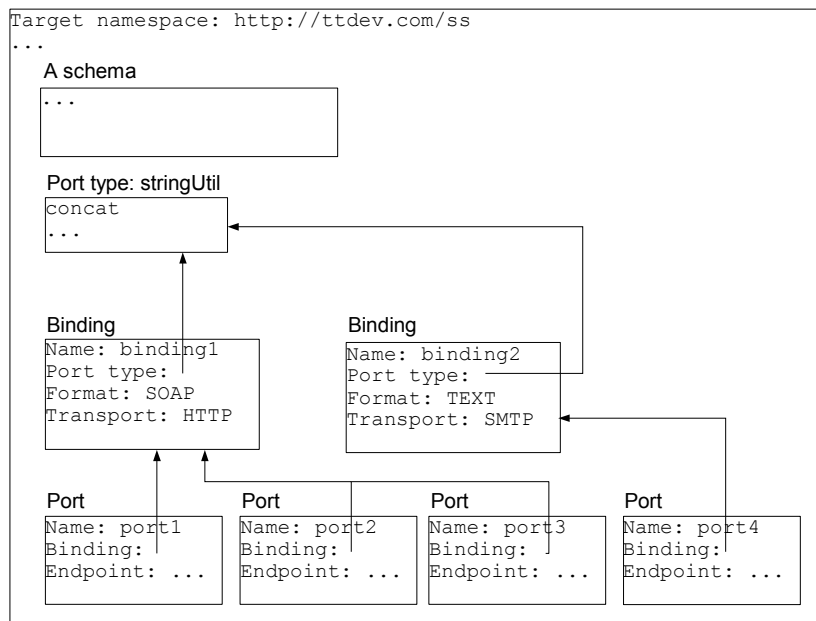 Target namespace: http://ttdev.com/ss
...
A schema
...
Port type: stringUtil
concat
...
Binding
Name: binding1
Port type:
Format: SOAP
Transport: HTTP
Binding
Name: binding2
Port type:
Format: TEXT
Transport: SMTP
Port
Name: port1
Binding:
Endpoint: ...
Port
Name: port2
Binding:
Endpoint: ...
Port
Name: port3
Binding:
Endpoint: ...
Port
Name: port4
Binding:
Endpoint: ...